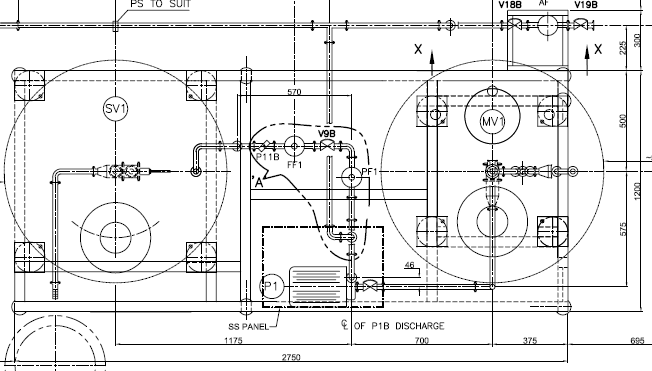 PS TO SUIT
V18B
AF
V19B
X
X
225
300
570
SV1
MV1
500
V9B
P11B
FF1
PF1
'A'
1200
575
46
P1
SS PANEL
℄ OF P1B DISCHARGE
1175
700
375
695
2750